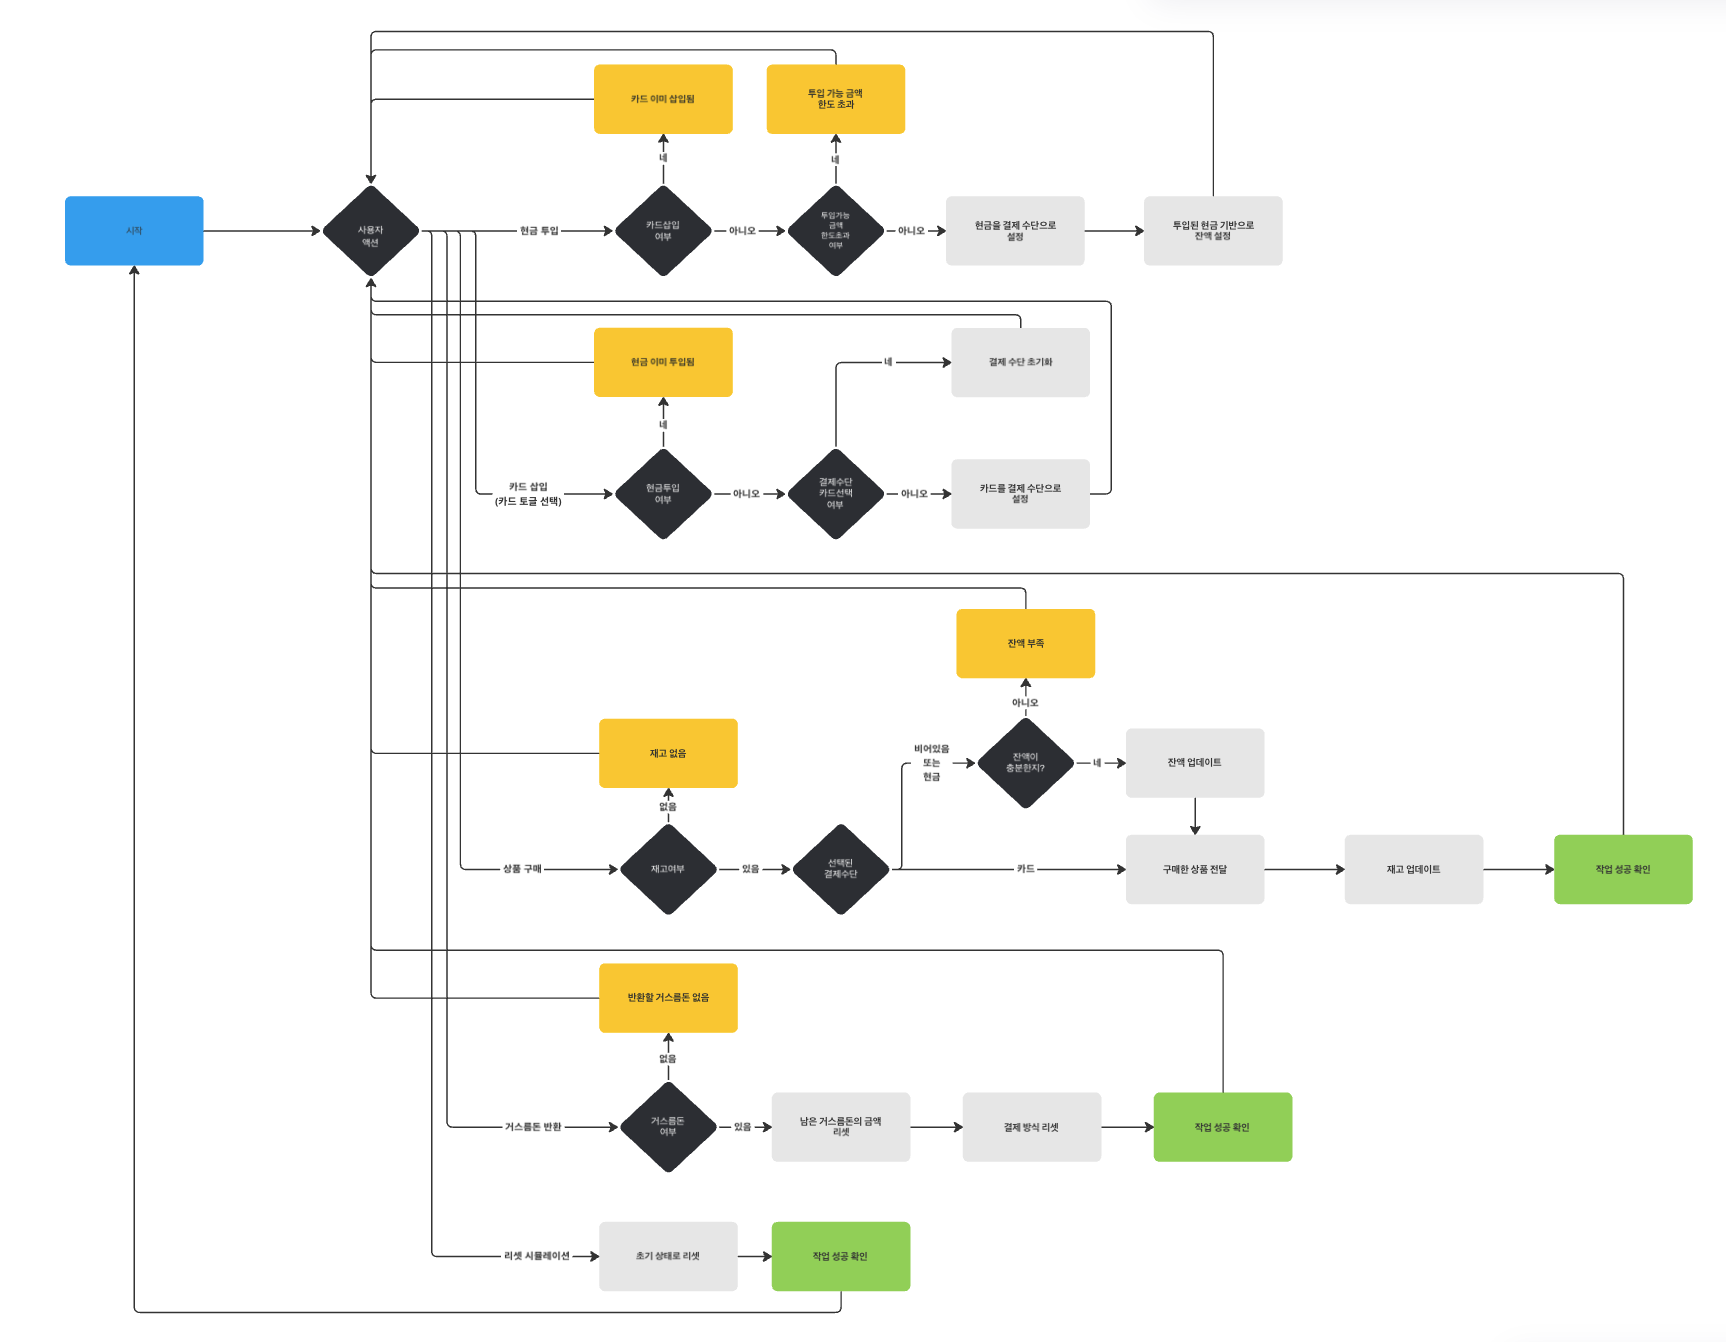 카드 이미 삽입됨
투입 가능 금액
한도 초과
네
네
시작
사용자
액션
현금 투입
카드삽입
여부
아니오
투입가능
금액
한도초과
여부
아니오
현금을 결제 수단으로
설정
투입된 현금 기반으로
잔액 설정
현금 이미 투입됨
네
결제 수단 초기화
네
카드 삽입
(카드 토글 선택)
현금투입
여부
아니오
결제수단
카드선택
여부
아니오
카드를 결제 수단으로
설정
잔액 부족
아니오
재고 없음
비어있음
또는
현금
잔액이
충분한지?
네
잔액 업데이트
없음
상품 구매
재고여부
있음
선택된
결제수단
카드
구매한 상품 전달
재고 업데이트
작업 성공 확인
반환할 거스름돈 없음
없음
거스름돈 반환
거스름돈
여부
있음
남은 거스름돈의 금액
리셋
결제 방식 리셋
작업 성공 확인
리셋 시뮬레이션
초기 상태로 리셋
작업 성공 확인